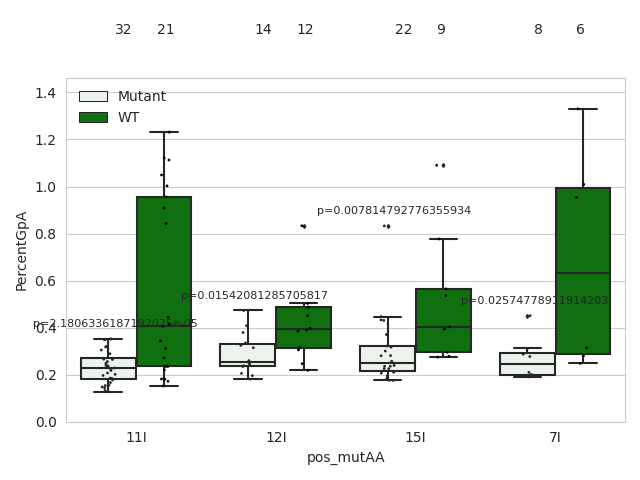 32 21 14 12 22 9 8 6
1.4
Mutant
WT
1.2
1.0
p=0.007814792776355934
0.8
PercentGpA
0.6
p=0.01542081285705817
p=0.02574778911914203
0.4
0.2
0.0
11I 12I 15I 7I
pos_mutAA